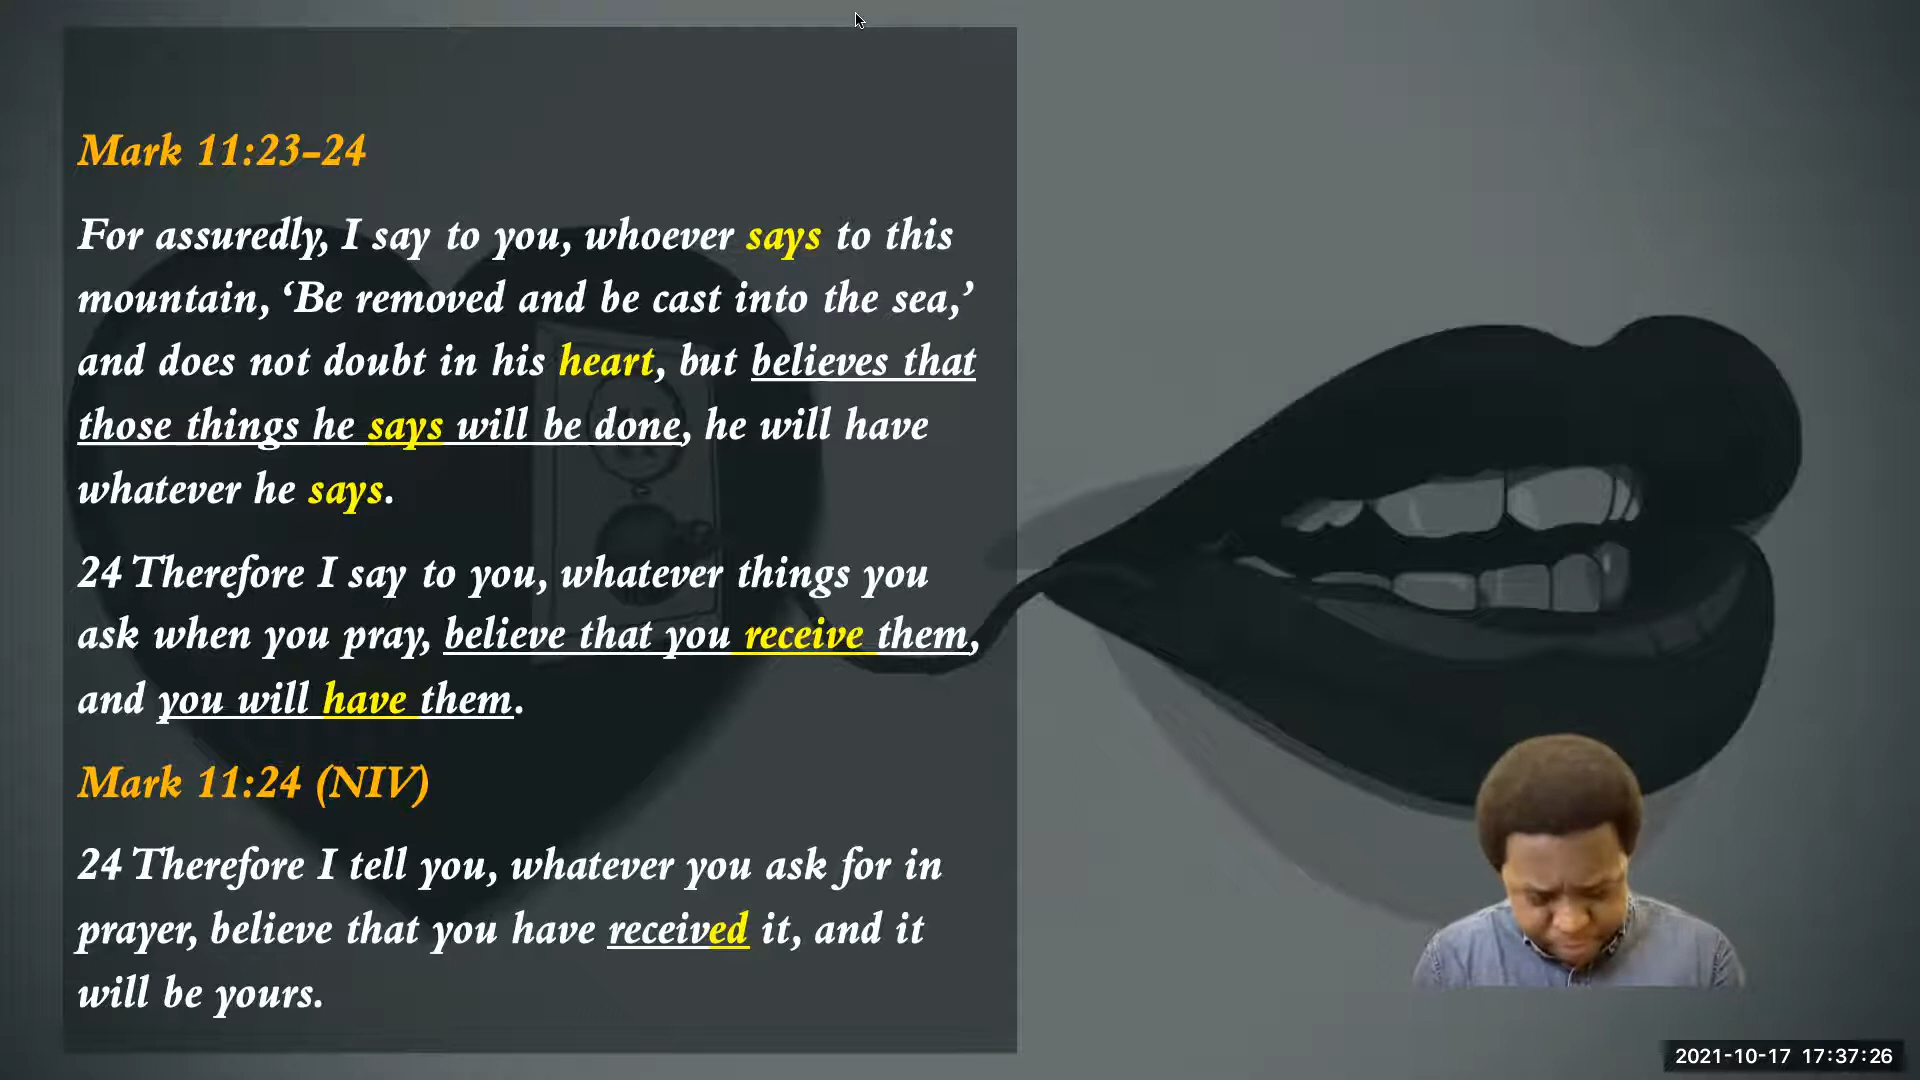 Mark 11:23-24
For assuredly, I say to you, whoever says to this
mountain, ‘Be removed and be cast into the sea,’
and does not doubt in his heart, but believes that
those things he says will be done, he will have
whatever he says.
24 Therefore I say to you, whatever things you
ask when you pray, believe that you receive them,
and you will have them.
Mark 11:24 (NIV)
24 Therefore I tell you, whatever you ask for in
prayer, believe that you have received it, and it
will be yours.
2021-10-17 17:37:26